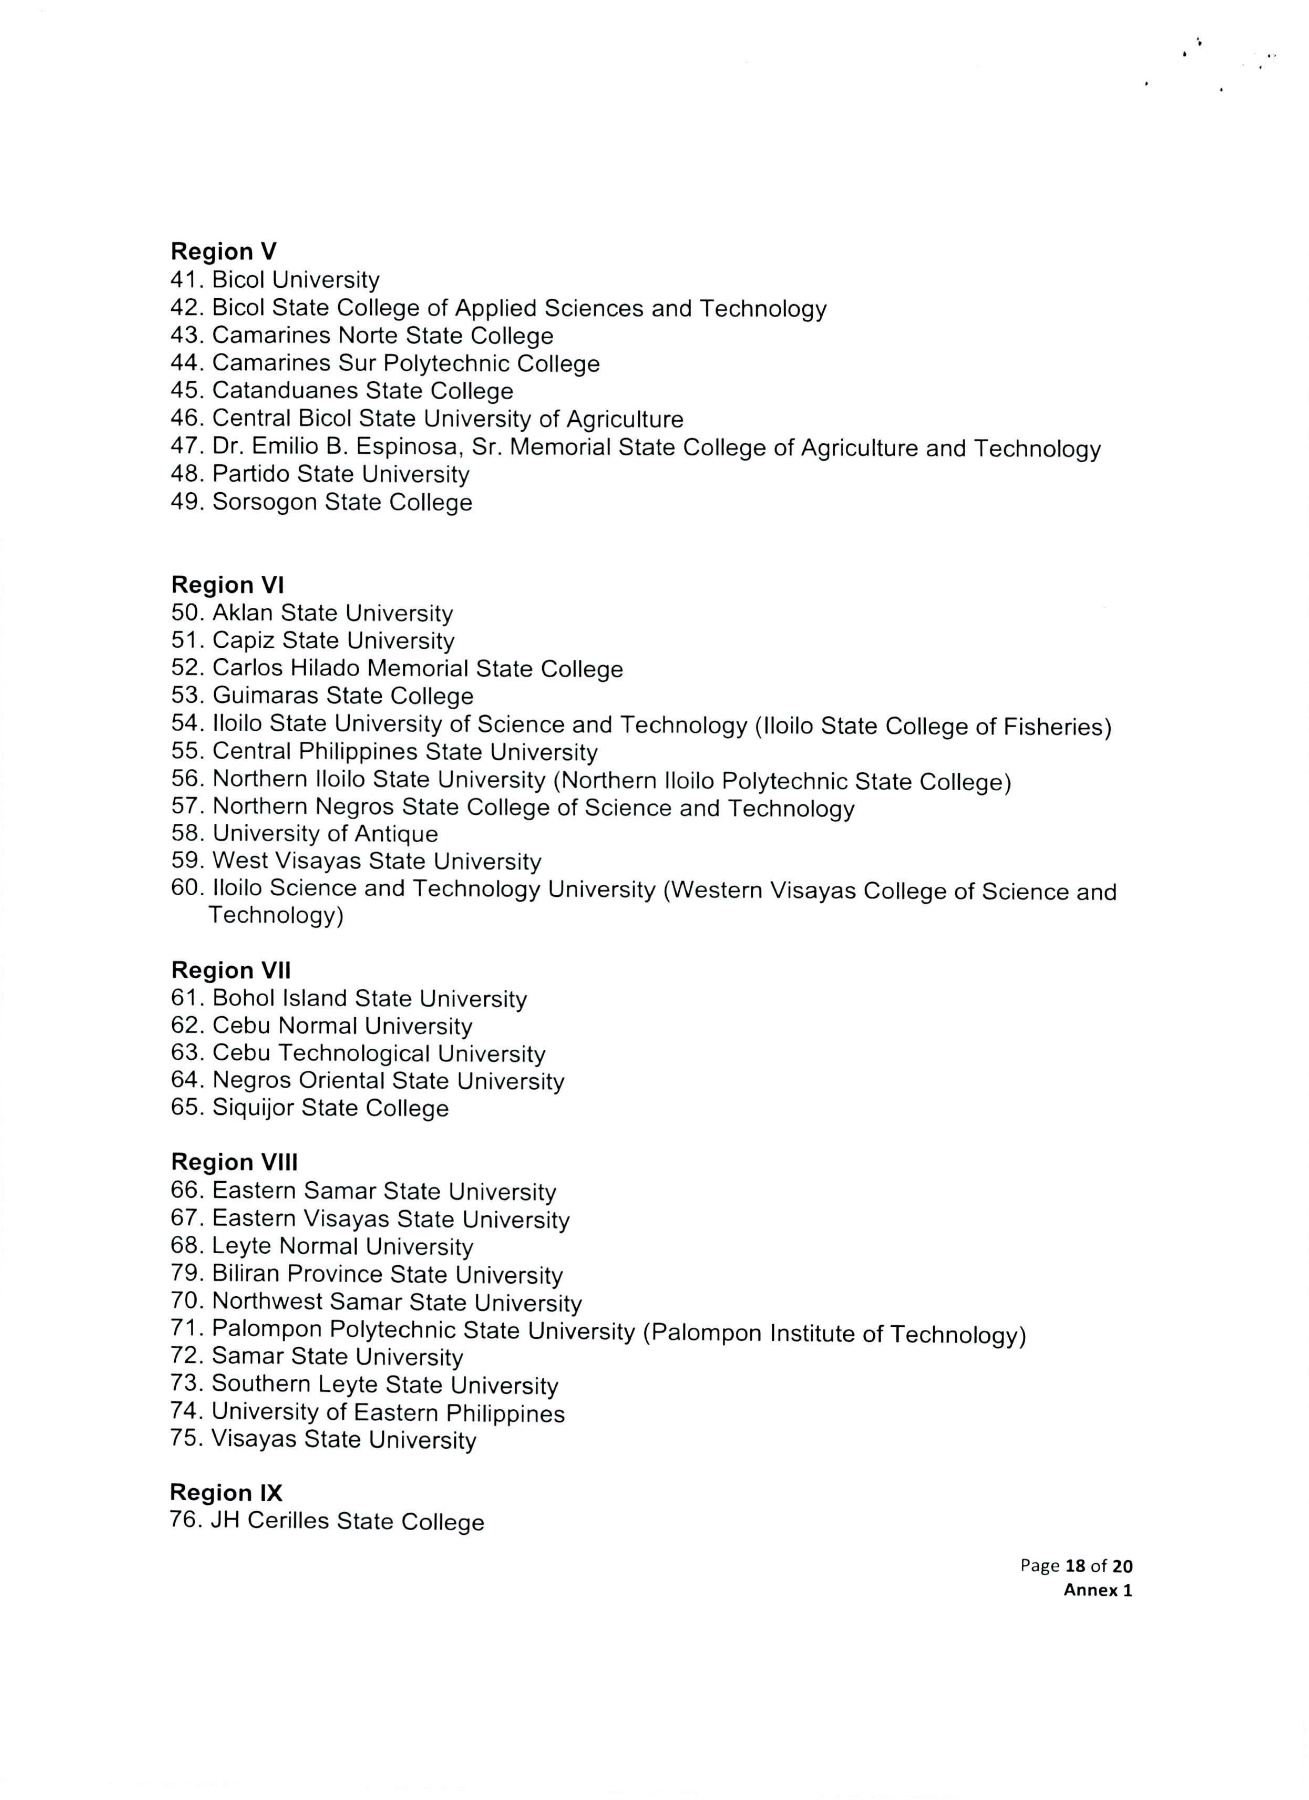 Region V
41. Bicol University
42. Bicol State College of Applied Sciences and Technology
43. Camarines Norte State College
44. Camarines Sur Polytechnic College
45. Catanduanes State College
46. Central Bicol State University of Agriculture
47. Dr. Emilio B. Espinosa, Sr. Memorial State College of Agriculture and Technology
48. Partido State University
49. Sorsogon State College
Region VI
50. Aklan State University
51. Capiz State University
52. Carlos Hilado Memorial State College
53. Guimaras State College
54. Iloilo State University of Science and Technology (Iloilo State College of Fisheries)
55. Central Philippines State University
56. Northern Iloilo State University (Northern Iloilo Polytechnic State College)
57. Northern Negros State College of Science and Technology
58. University of Antique
59. West Visayas State University
60. Iloilo Science and Technology University (Western Visayas College of Science and
Technology)
Region VII
61. Bohol Island State University
62. Cebu Normal University
63. Cebu Technological University
64. Negros Oriental State University
65. Siquijor State College
Region VIII
66. Eastern Samar State University
67. Eastern Visayas State University
68. Leyte Normal University
79. Biliran Province State University
70. Northwest Samar State University
71. Palompon Polytechnic State University (Palompon Institute of Technology)
72. Samar State University
73. Southern Leyte State University
74. University of Eastern Philippines
75. Visayas State University
Region IX
76. JH Cerilles State College
Page 18 of 20
Annex 1